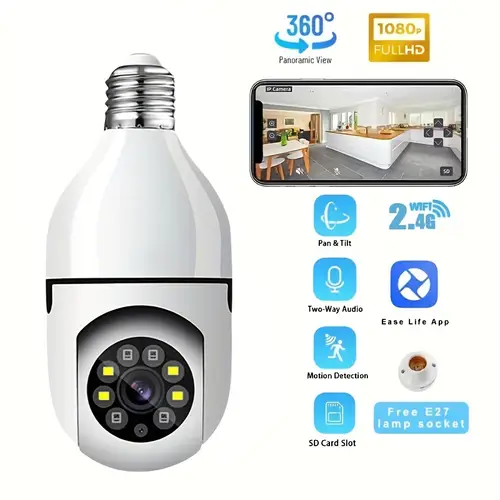 360°
Panoramic View
1080P
FULLHD
IP Camera
SD
Pan & Tilt
WIFI
2.4G
Two-Way Audio
Ease Life App
Motion Detection
SD Card Slot
Free E27
lamp socket